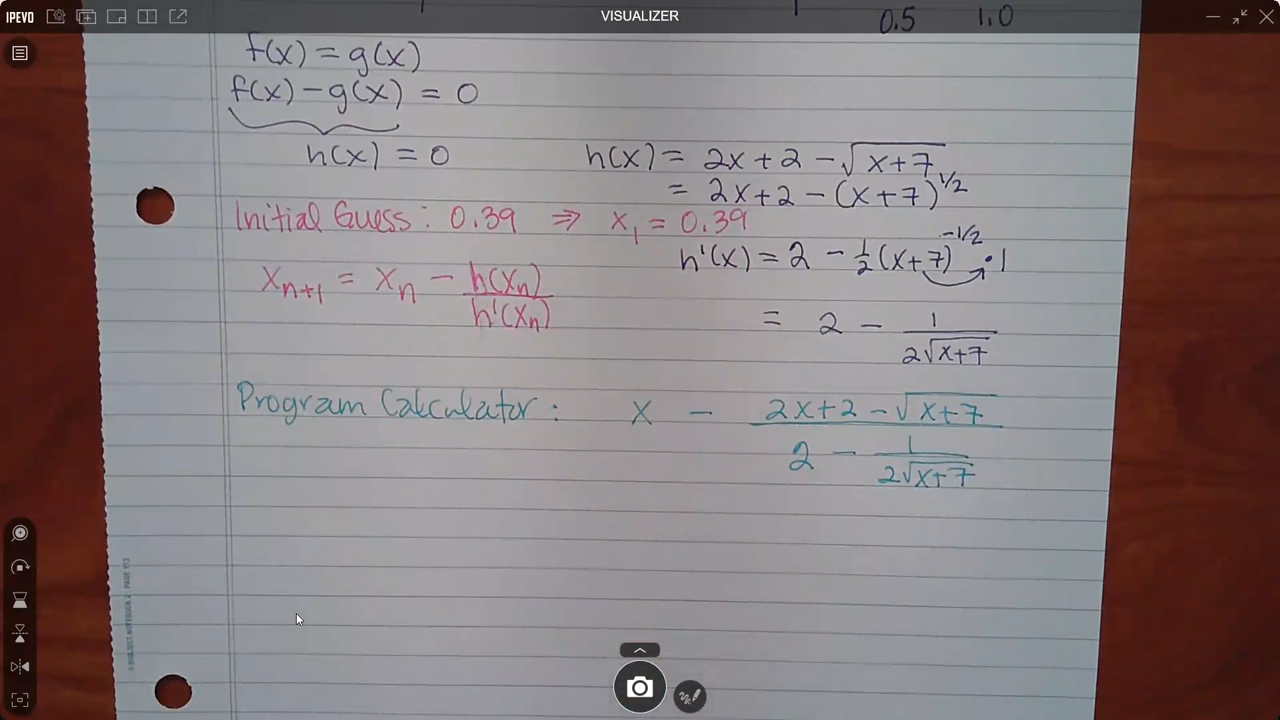 IPEVO
VISUALIZER
0.5 1.0
f(x) = g(x)
f(x) - g(x) = 0
h(x) = 0
h(x) = 2x + 2 - √(x+7)
= 2x+2 - (x+7)^1/2
Initial Guess: 0.39 ⇒ x₁ = 0.39
h'(x) = 2 - 1/2 (x+7)^-1/2 · 1
xₙ₊₁ = xₙ - h(xₙ)/h'(xₙ)
= 2 - 1/(2√(x+7))
Program Calculator: x - (2x+2-√(x+7))/(2 - 1/(2√(x+7)))